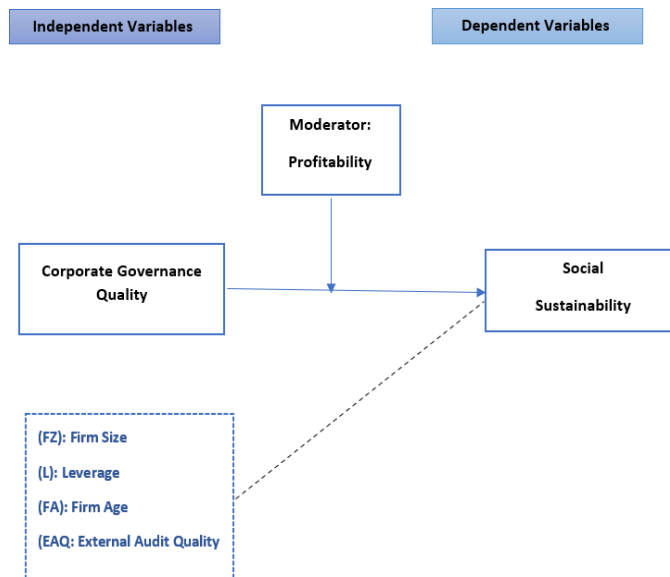 Independent Variables
Dependent Variables
Moderator:
Profitability
Corporate Governance
Quality
Social
Sustainability
(FZ): Firm Size
(L): Leverage
(FA): Firm Age
(EAQ: External Audit Quality